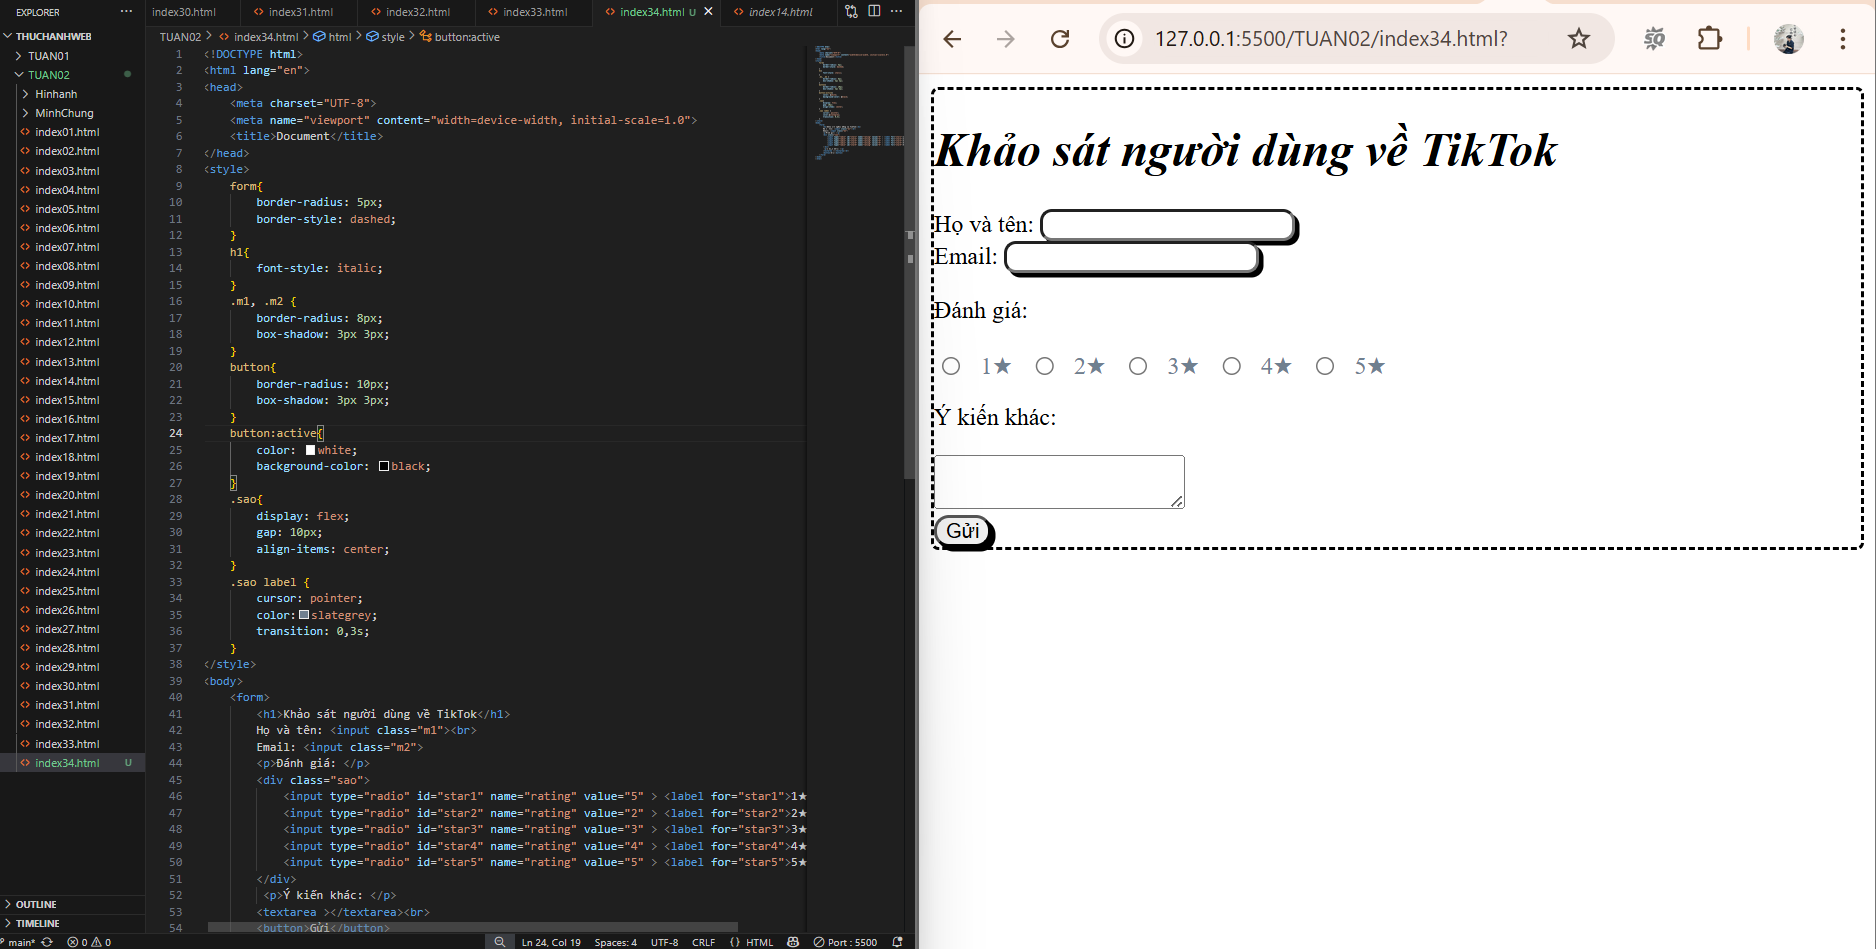 EXPLORER
THUCHANHWEB
TUAN01
TUAN02
Hinhanh
MinhChung
index01.html
index02.html
index03.html
index04.html
index05.html
index06.html
index07.html
index08.html
index09.html
index10.html
index11.html
index12.html
index13.html
index14.html
index15.html
index16.html
index17.html
index18.html
index19.html
index20.html
index21.html
index22.html
index23.html
index24.html
index25.html
index26.html
index27.html
index28.html
index29.html
index30.html
index31.html
index32.html
index33.html
index34.html U
OUTLINE
TIMELINE
index30.html index31.html index32.html index33.html index34.html U index14.html
TUAN02 > index34.html > html > style > button:active
1 <!DOCTYPE html>
2 <html lang="en">
3 <head>
4 <meta charset="UTF-8">
5 <meta name="viewport" content="width=device-width, initial-scale=1.0">
6 <title>Document</title>
7 </head>
8 <style>
9 form{
10 border-radius: 5px;
11 border-style: dashed;
12 }
13 h1{
14 font-style: italic;
15 }
16 .m1, .m2 {
17 border-radius: 8px;
18 box-shadow: 3px 3px;
19 }
20 button{
21 border-radius: 10px;
22 box-shadow: 3px 3px;
23 }
24 button:active{
25 color: white;
26 background-color: black;
27 }
28 .sao{
29 display: flex;
30 gap: 10px;
31 align-items: center;
32 }
33 .sao label {
34 cursor: pointer;
35 color: slategrey;
36 transition: 0,3s;
37 }
38 </style>
39 <body>
40 <form>
41 <h1>Khảo sát người dùng về TikTok</h1>
42 Họ và tên: <input class="m1"><br>
43 Email: <input class="m2">
44 <p>Đánh giá: </p>
45 <div class="sao">
46 <input type="radio" id="star1" name="rating" value="5" > <label for="star1">1★
47 <input type="radio" id="star2" name="rating" value="2" > <label for="star2">2★
48 <input type="radio" id="star3" name="rating" value="3" > <label for="star3">3★
49 <input type="radio" id="star4" name="rating" value="4" > <label for="star4">4★
50 <input type="radio" id="star5" name="rating" value="5" > <label for="star5">5★
51 </div>
52 <p>Ý kiến khác: </p>
53 <textarea ></textarea><br>
54 <button>Gửi</button>
main* 0 0 Ln 24, Col 19 Spaces: 4 UTF-8 CRLF {} HTML Port : 5500
127.0.0.1:5500/TUAN02/index34.html?
Khảo sát người dùng về TikTok
Họ và tên:
Email:
Đánh giá:
1★ 2★ 3★ 4★ 5★
Ý kiến khác:
Gửi